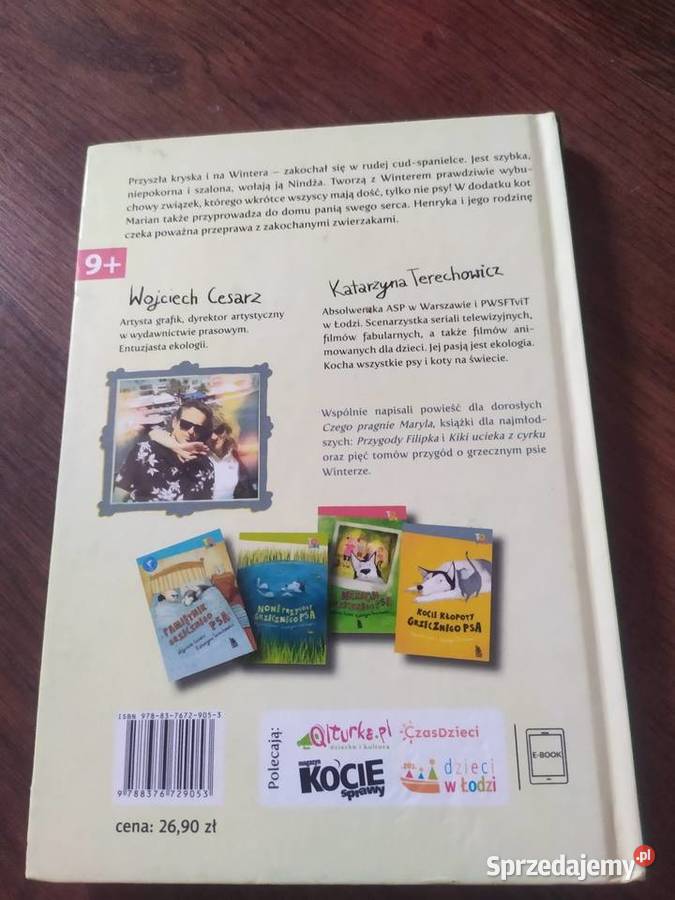 Przyszła kryska i na Wintera – zakochał się w rudej cud-spanielce. Jest szybka,
niepokorna i szalona, wołają ją Nindża. Tworzą z Winterem prawdziwie wybu-
chowy związek, którego wkrótce wszyscy mają dość, tylko nie psy! W dodatku kot
Marian także przyprowadza do domu panią swego serca. Henryka i jego rodzinę
czeka poważna przeprawa z zakochanymi zwierzakami.
9+
Wojciech Cesarz
Artysta grafik, dyrektor artystyczny
w wydawnictwie prasowym.
Entuzjasta ekologii.
Katarzyna Terechowicz
Absolwentka ASP w Warszawie i PWSFTviT
w Łodzi. Scenarzystka seriali telewizyjnych,
filmów fabularnych, a także filmów ani-
mowanych dla dzieci. Jej pasją jest ekologia.
Kocha wszystkie psy i koty na świecie.
Wspólnie napisali powieść dla dorosłych
Czego pragnie Maryla, książki dla najmłod-
szych: Przygody Filipka i Kiki ucieka z cyrku
oraz pięć tomów przygód o grzecznym psie
Winterze.
PAMIĘTNIK
GRZECZNEGO PSA
NOWE PRZYGODY
GRZECZNEGO PSA
GRZECZNEGO PSA
KOCIE KŁOPOTY
GRZECZNEGO PSA
ISBN 978-83-7672-905-3
9 788376 729053
cena: 26,90 zł
Polecają:
Qlturka.pl
dziecko i kultura
CzasDzieci
magazyn
KOCIE
sprawy
dzieci
w Łodzi
E-BOOK
Sprzedajemy.pl